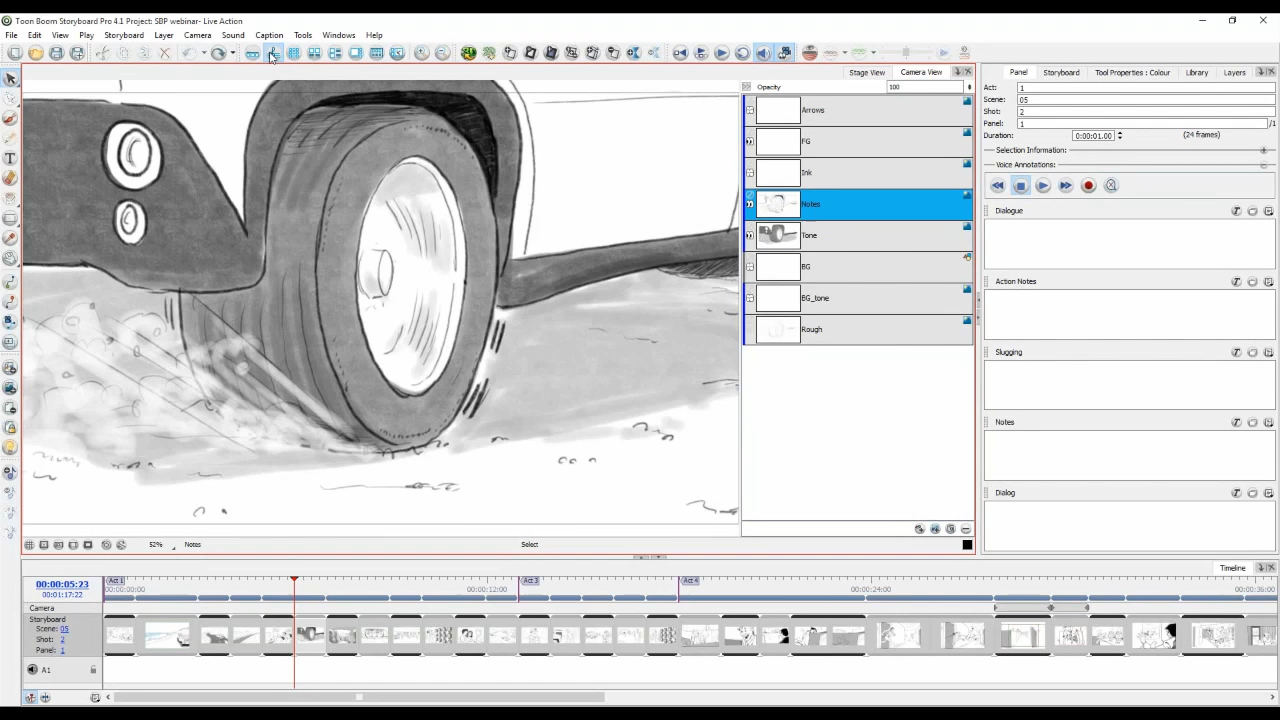 Toon Boom Storyboard Pro 4.1 Project: SBP webinar- Live Action
File Edit View Play Storyboard Layer Camera Sound Caption Tools Windows Help
Stage View Camera View
Panel Storyboard Tool Properties : Colour Library Layers
Opacity 100
Arrows
FG
Ink
Notes
Tone
BG
BG_tone
Rough
Act: 1
Scene: 05
Shot: 2
Panel: 1 /1
Duration: 0:00:01.00 (24 frames)
Selection Information:
Voice Annotations:
Dialogue
Action Notes
Slugging
Notes
Dialog
52% Notes Select
Timeline
00:00:05:23
00:01:17:22
Act 1 Act 3 Act 4
00:00:00:00 00:00:12:00 00:00:24:00 00:00:36:00
Camera
Storyboard
Scene: 05
Shot: 2
Panel: 1
A1